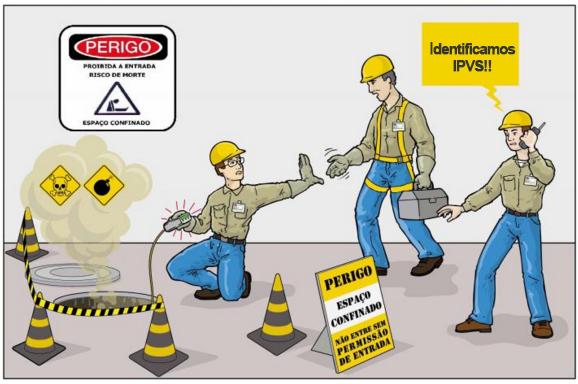 PERIGO
PROIBIDA A ENTRADA
RISCO DE MORTE
ESPAÇO CONFINADO
Identificamos
IPVS!!
PERIGO
ESPAÇO
CONFINADO
NÃO ENTRE SEM
PERMISSÃO
DE ENTRADA